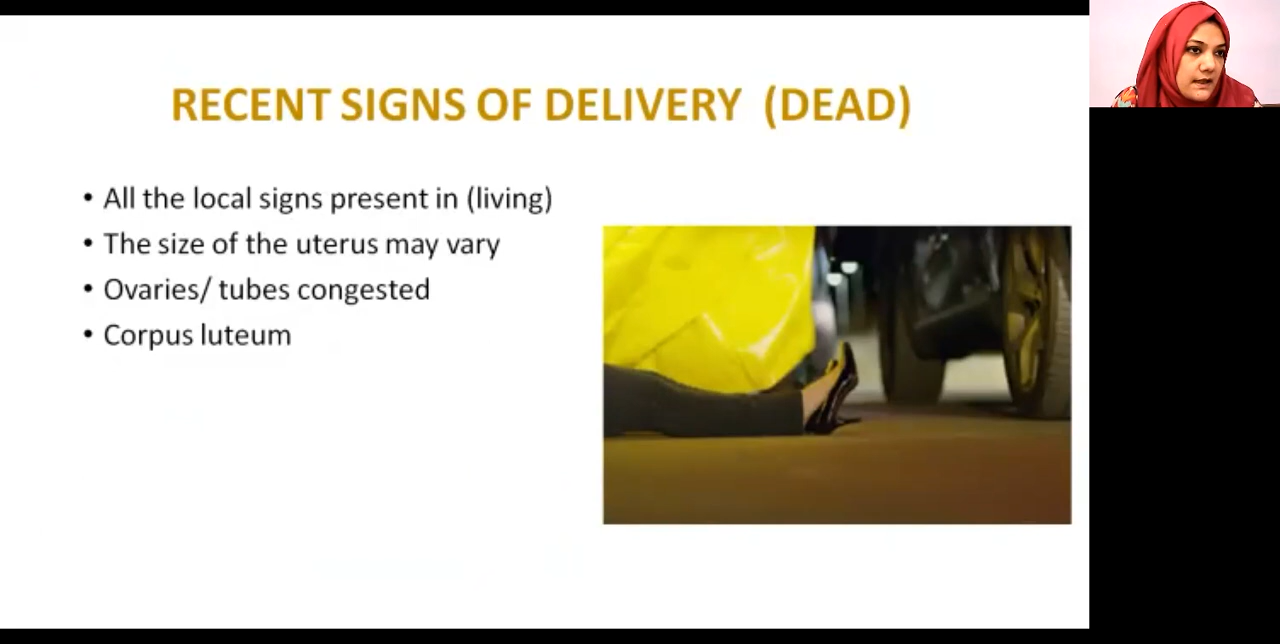 RECENT SIGNS OF DELIVERY (DEAD)
• All the local signs present in (living)
• The size of the uterus may vary
• Ovaries/ tubes congested
• Corpus luteum